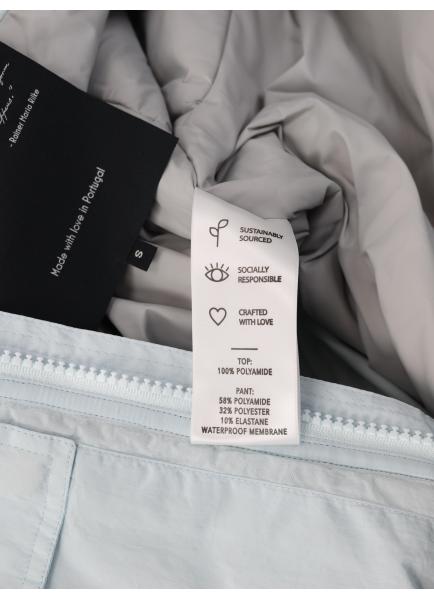 - Rainer Maria Rilke
Made with love in Portugal
S
SUSTAINABLY
SOURCED
SOCIALLY
RESPONSIBLE
CRAFTED
WITH LOVE
TOP:
100% POLYAMIDE
PANT:
58% POLYAMIDE
32% POLYESTER
10% ELASTANE
WATERPROOF MEMBRANE